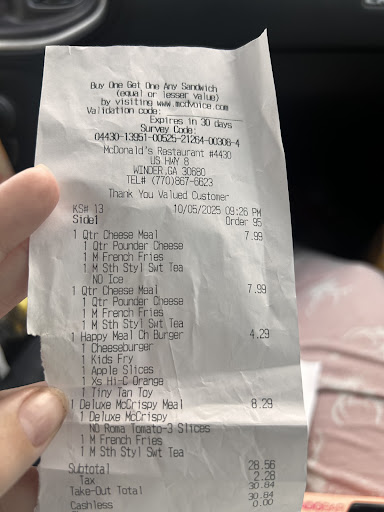 Buy One Get One Any Sandwich
(equal or lesser value)
by visiting www.mcdvoice.com
Validation code:
Expires in 30 days
Survey Code:
04430-13951-00525-21264-00308-4
McDonald's Restaurant #4430
US HWY 8
WINDER,GA 30680
TEL# (770)867-6623
Thank You Valued Customer
KS# 13 10/05/2025 09:26 PM
Side1 Order 95
1 Qtr Cheese Meal 7.99
1 Qtr Pounder Cheese
1 M French Fries
1 M Sth Styl Swt Tea
NO Ice
1 Qtr Cheese Meal 7.99
1 Qtr Pounder Cheese
1 M French Fries
1 M Sth Styl Swt Tea
1 Happy Meal Ch Burger 4.29
1 Cheeseburger
1 Kids Fry
1 Apple Slices
1 Xs Hi-C Orange
1 Tiny Tan Toy
1 Deluxe McCrispy Meal 8.29
1 Deluxe McCrispy
NO Roma Tomato-3 Slices
1 M French Fries
1 M Sth Styl Swt Tea
Subtotal 28.56
Tax 2.28
Take-Out Total 30.84
Cashless 30.84
0.00